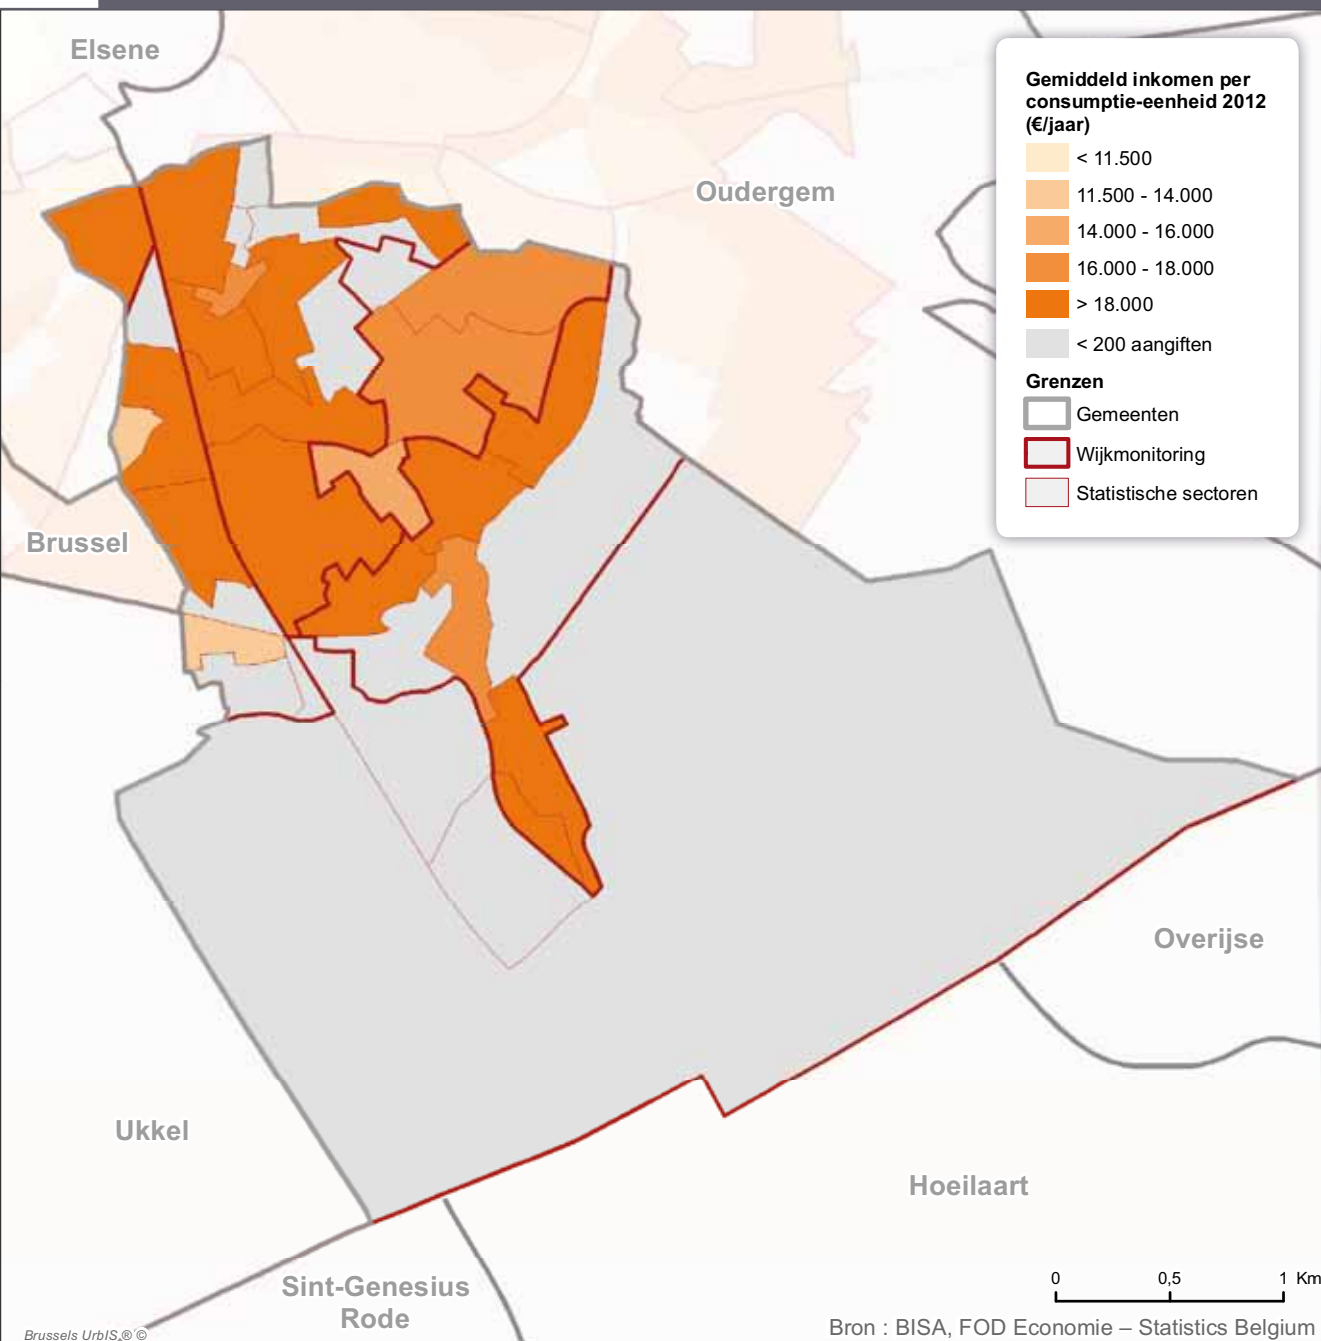 Elsene
Oudergem
Gemiddeld inkomen per
consumptie-eenheid 2012
(€/jaar)
< 11.500
11.500 - 14.000
14.000 - 16.000
16.000 - 18.000
> 18.000
< 200 aangiften
Grenzen
Gemeenten
Wijkmonitoring
Statistische sectoren
Brussel
Overijse
Ukkel
Hoeilaart
Sint-Genesius
Rode
0 0,5 1 Km
Brussels UrbIS ® ©
Bron : BISA, FOD Economie – Statistics Belgium